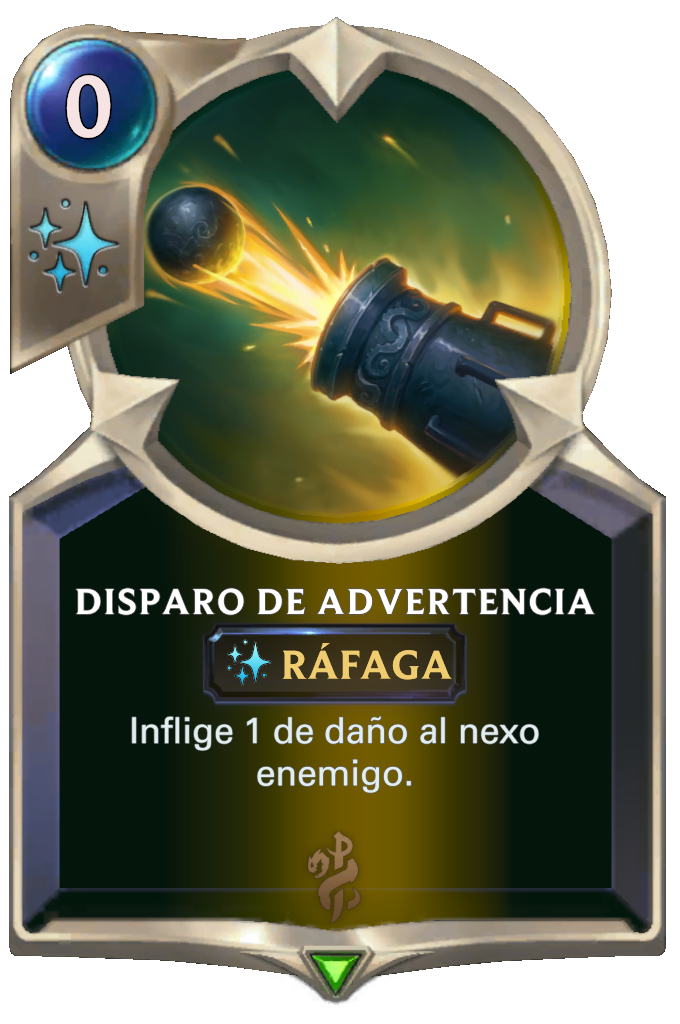 0
DISPARO DE ADVERTENCIA
RÁFAGA
Inflige 1 de daño al nexo
enemigo.